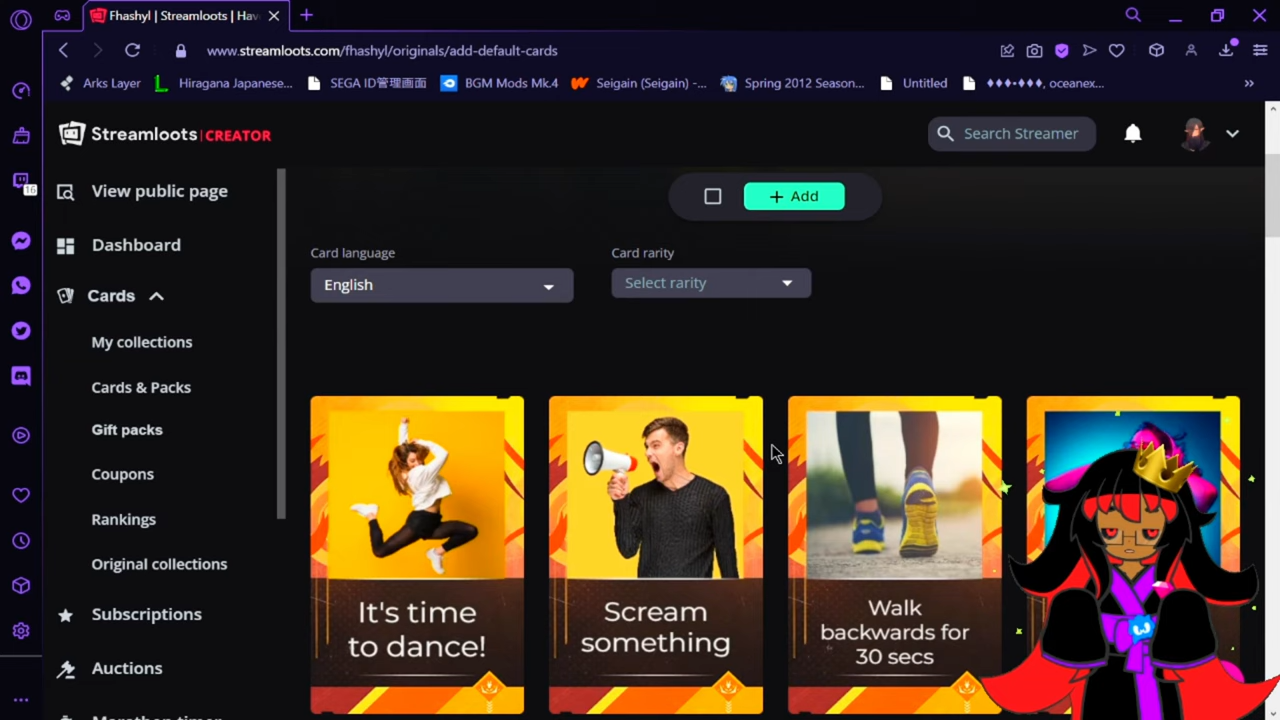 Fhashyl | Streamloots | Hav
www.streamloots.com/fhashyl/originals/add-default-cards
Arks Layer
Hiragana Japanese...
SEGA ID管理画面
BGM Mods Mk.4
Seigain (Seigain) -...
Spring 2012 Season...
Untitled
♦♦♦-♦♦♦, oceanex...
»
Streamloots | CREATOR
Search Streamer
16
View public page
Dashboard
Cards
My collections
Cards & Packs
Gift packs
Coupons
Rankings
Original collections
Subscriptions
Auctions
Marathon timer
+ Add
Card language
English
Card rarity
Select rarity
It's time
to dance!
Scream
something
Walk
backwards for
30 secs